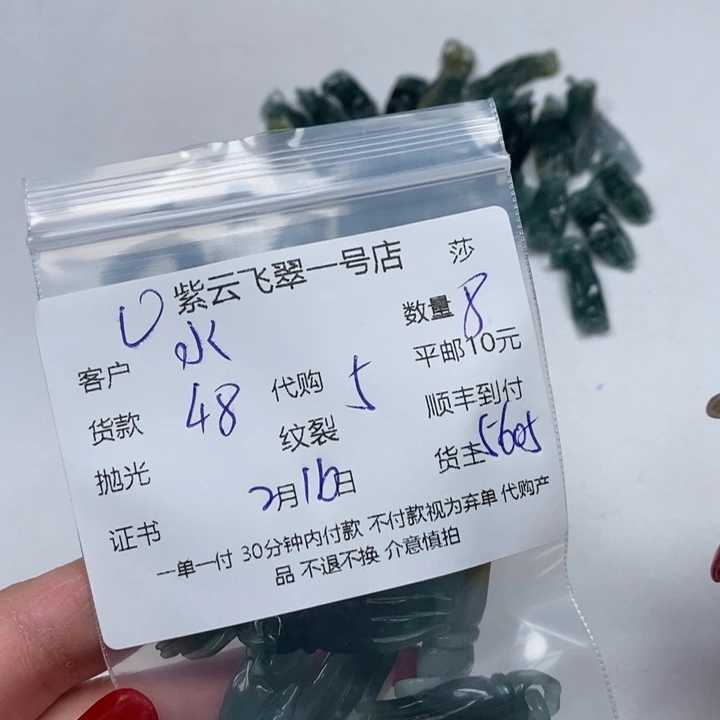 紫云飞翠一号店 莎
客户 水 数量 8
平邮10元
货款 48 代购 5 顺丰到付
抛光 纹裂 货主 5605
证书 2月16日
一单一付 30分钟内付款 不付款视为弃单 代购产
品 不退不换 介意慎拍